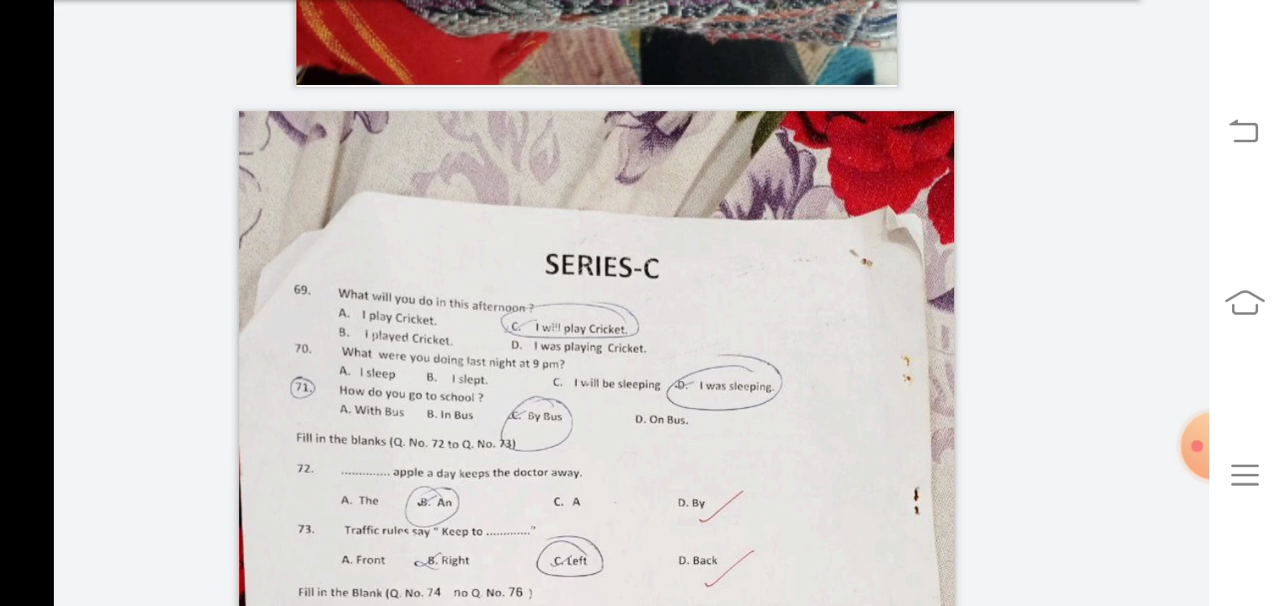 SERIES-C
69. What will you do in this afternoon ?
A. I play Cricket. C. I will play Cricket.
B. I played Cricket. D. I was playing Cricket.
70. What were you doing last night at 9 pm?
A. I sleep B. I slept. C. I will be sleeping D. I was sleeping.
71. How do you go to school ?
A. With Bus B. In Bus C. By Bus D. On Bus.
Fill in the blanks (Q. No. 72 to Q. No. 73)
72. .............. apple a day keeps the doctor away.
A. The B. An C. A D. By
73. Traffic rules say " Keep to ............."
A. Front B. Right C. Left D. Back
Fill in the Blank (Q. No. 74 no Q. No. 76 )